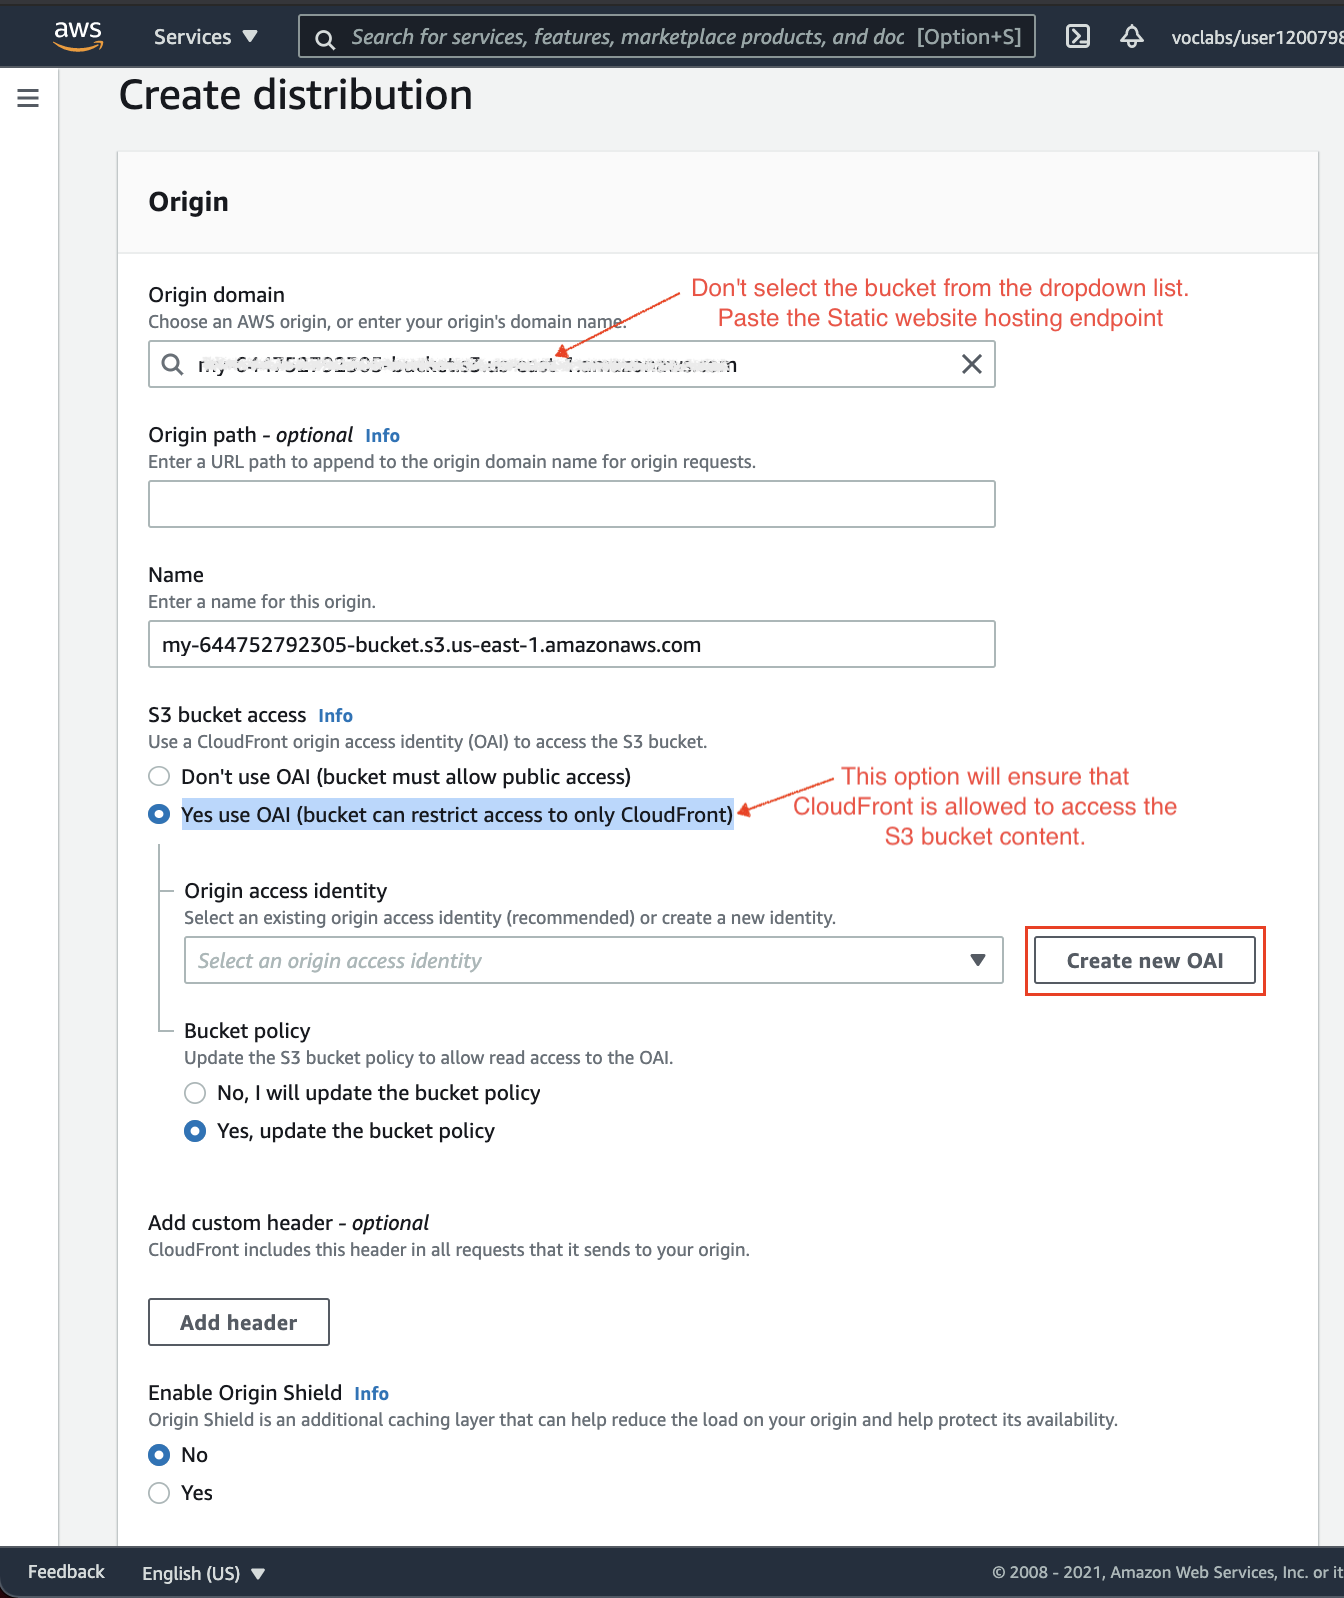 aws
Services
Search for services, features, marketplace products, and doc [Option+S]
voclabs/user1200798
Create distribution
Origin
Origin domain
Choose an AWS origin, or enter your origin's domain name.
Don't select the bucket from the dropdown list.
Paste the Static website hosting endpoint
my-644752792305-bucket.s3.us-east-1.amazonaws.com
Origin path - optional Info
Enter a URL path to append to the origin domain name for origin requests.
Name
Enter a name for this origin.
my-644752792305-bucket.s3.us-east-1.amazonaws.com
S3 bucket access Info
Use a CloudFront origin access identity (OAI) to access the S3 bucket.
Don't use OAI (bucket must allow public access)
Yes use OAI (bucket can restrict access to only CloudFront)
This option will ensure that
CloudFront is allowed to access the
S3 bucket content.
Origin access identity
Select an existing origin access identity (recommended) or create a new identity.
Select an origin access identity
Create new OAI
Bucket policy
Update the S3 bucket policy to allow read access to the OAI.
No, I will update the bucket policy
Yes, update the bucket policy
Add custom header - optional
CloudFront includes this header in all requests that it sends to your origin.
Add header
Enable Origin Shield Info
Origin Shield is an additional caching layer that can help reduce the load on your origin and help protect its availability.
No
Yes
Feedback
English (US)
© 2008 - 2021, Amazon Web Services, Inc. or it